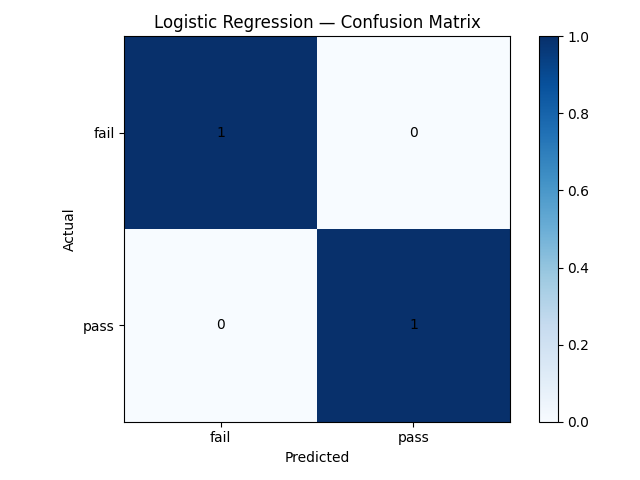 Logistic Regression — Confusion Matrix
1.0
0.8
0.6
0.4
0.2
0.0
Actual
fail
1
0
pass
0
1
fail
pass
Predicted